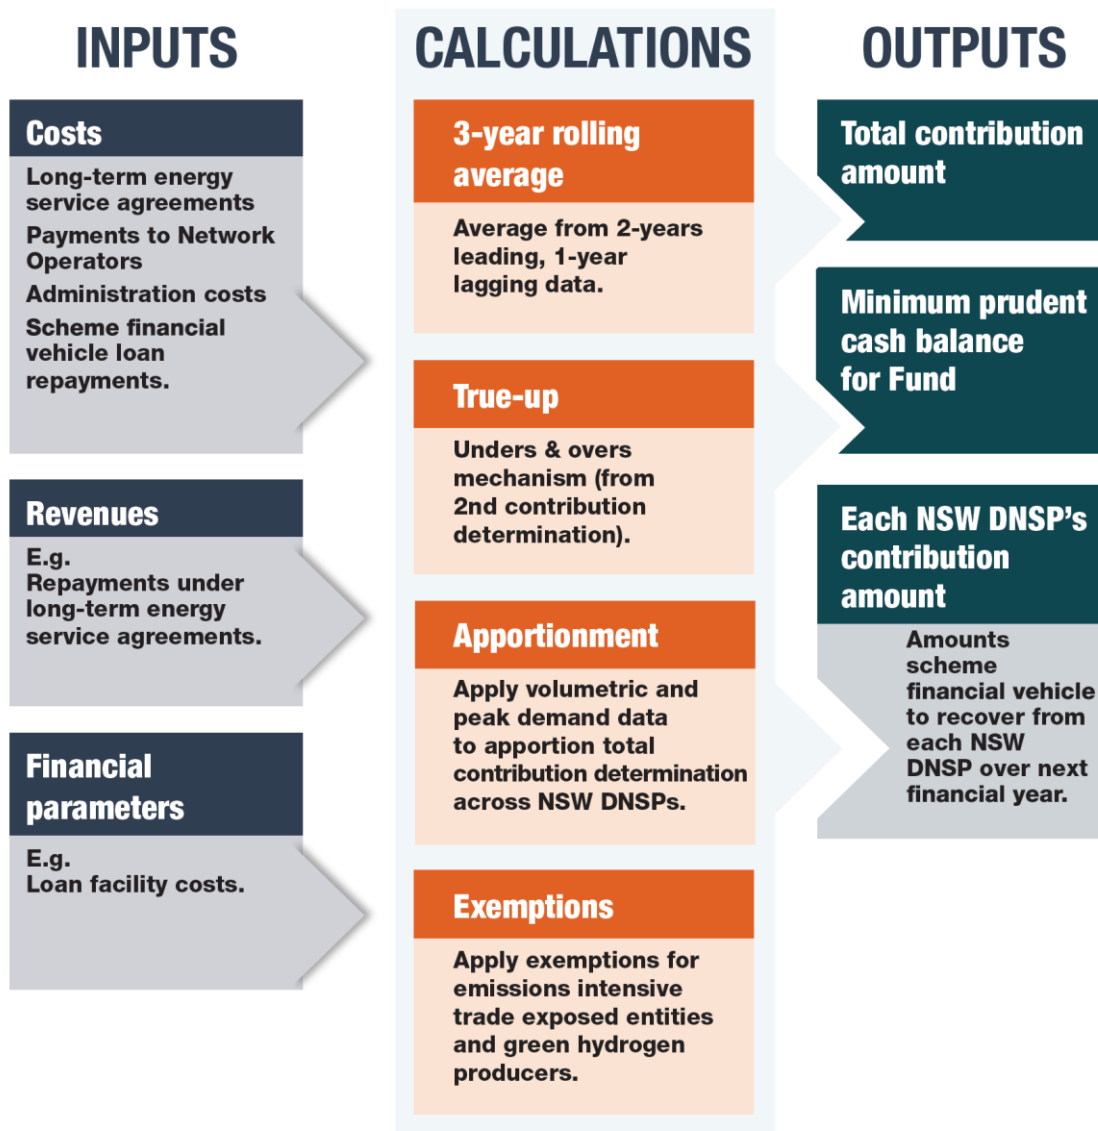 INPUTS
Costs
Long-term energy
service agreements
Payments to Network
Operators
Administration costs
Scheme financial
vehicle loan
repayments.
Revenues
E.g.
Repayments under
long-term energy
service agreements.
Financial
parameters
E.g.
Loan facility costs.
CALCULATIONS
3-year rolling
average
Average from 2-years
leading, 1-year
lagging data.
True-up
Unders & overs
mechanism (from
2nd contribution
determination).
Apportionment
Apply volumetric and
peak demand data
to apportion total
contribution determination
across NSW DNSPs.
Exemptions
Apply exemptions for
emissions intensive
trade exposed entities
and green hydrogen
producers.
OUTPUTS
Total contribution
amount
Minimum prudent
cash balance
for Fund
Each NSW DNSP’s
contribution
amount
Amounts
scheme
financial vehicle
to recover from
each NSW
DNSP over next
financial year.